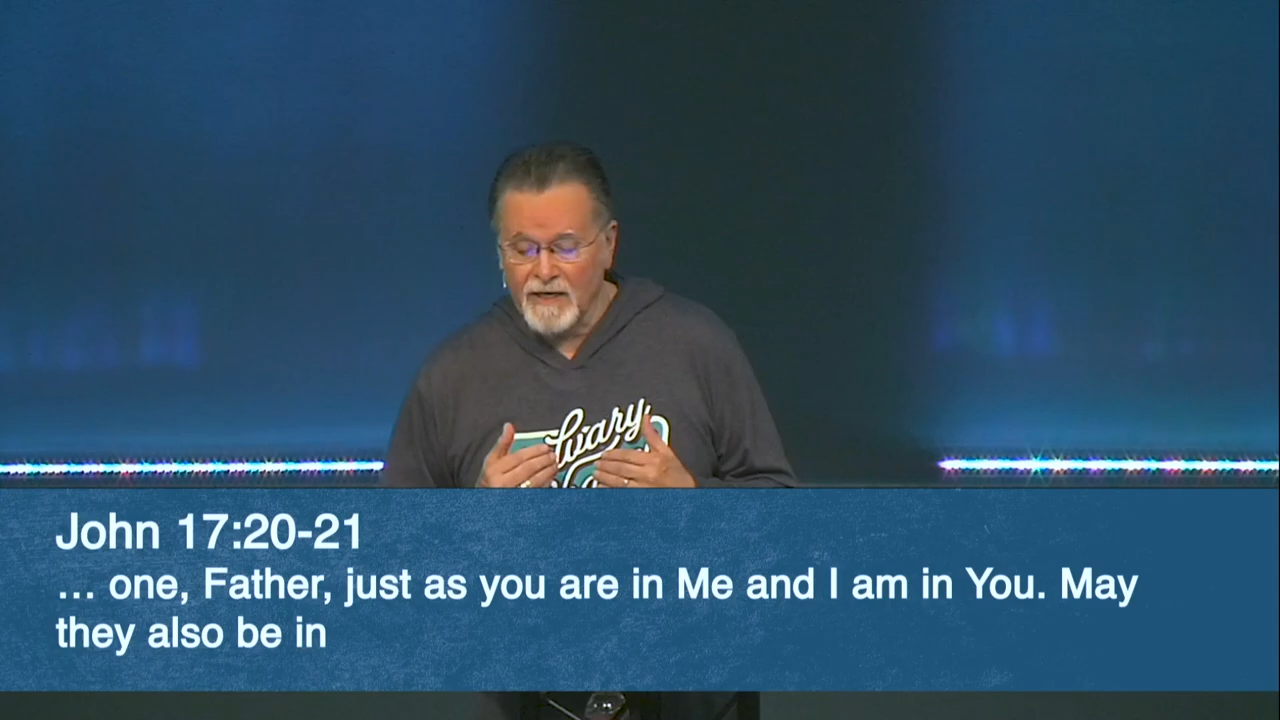 John 17:20-21
… one, Father, just as you are in Me and I am in You. May
they also be in